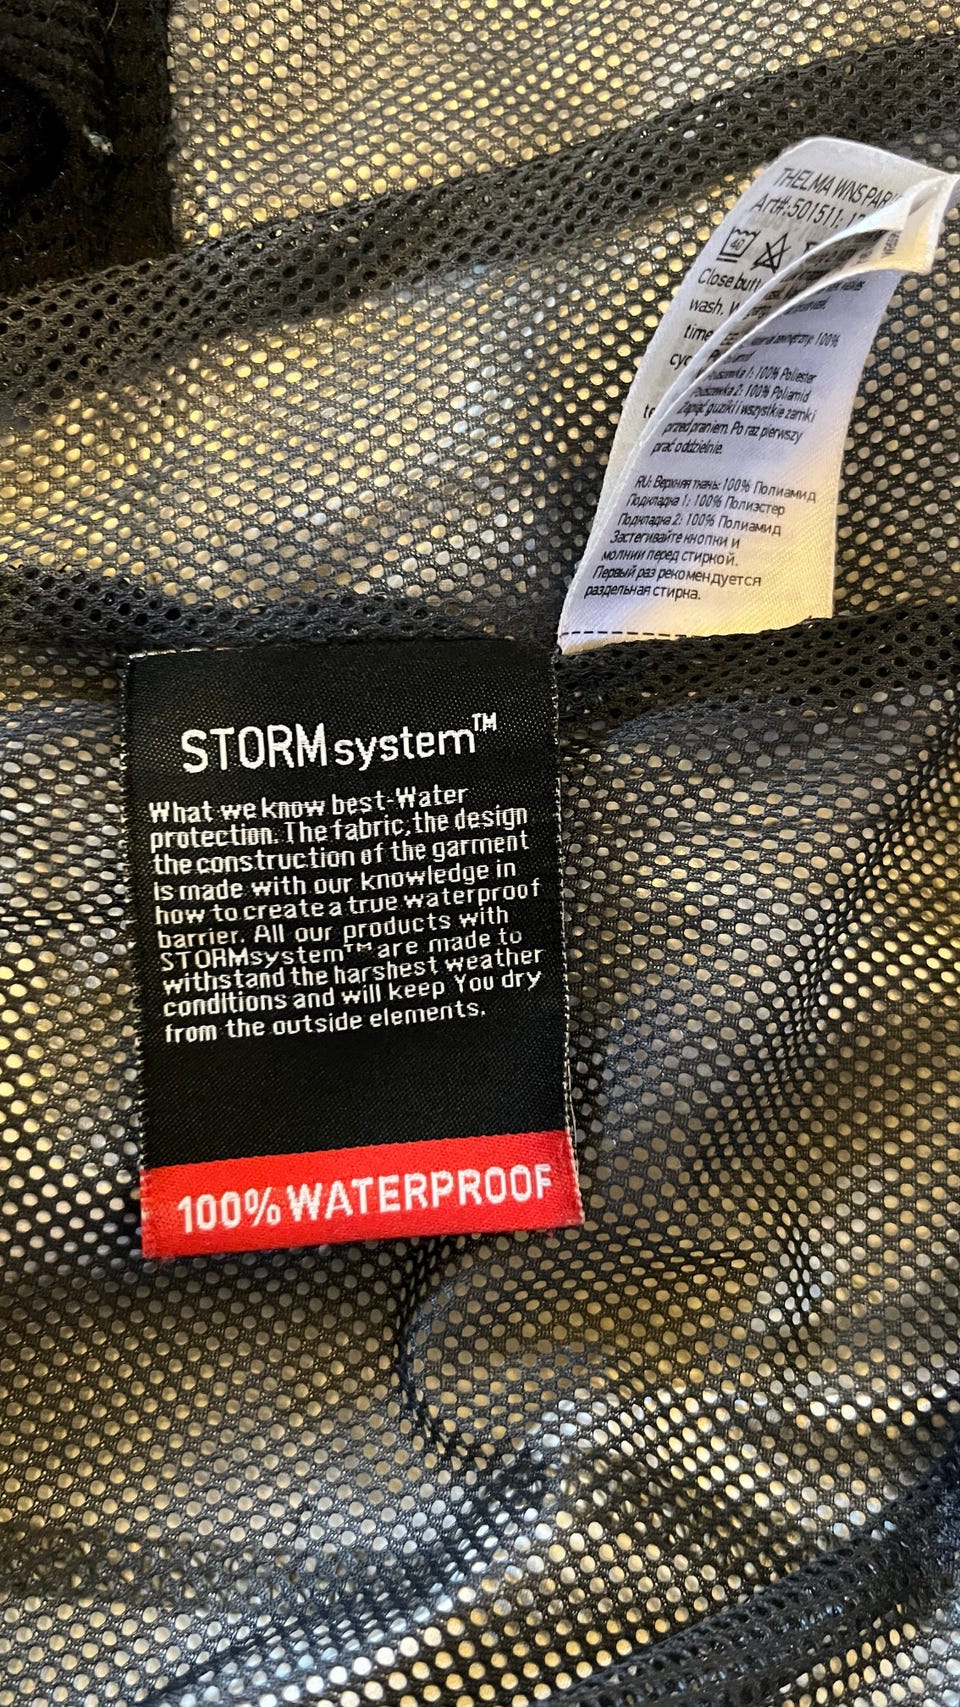 STORMsystem™
What we know best-Water
protection. The fabric, the design
the construction of the garment
is made with our knowledge in
how to create a true waterproof
barrier. All our products with
STORMsystem™ are made to
withstand the harshest weather
conditions and will keep You dry
from the outside elements.
100% WATERPROOF
THELMA WNS
Art#:501511:
40
Close
wash.
time
100%
Podszewka 1: 100% Poliester
Podszewka 2: 100% Poliamid
Zapiąć guziki i wszystkie zamki
przed praniem. Po raz pierwszy
prać oddzielnie.
RU: Верхняя ткань: 100% Полиамид
Подкладка 1: 100% Полиэстер
Подкладка 2: 100% Полиамид
Застегивайте кнопки и
молнии перед стиркой.
Первый раз рекомендуется
раздельная стирка.